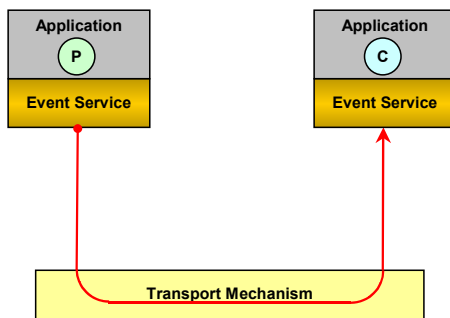 Application
P
Event Service
Application
C
Event Service
Transport Mechanism